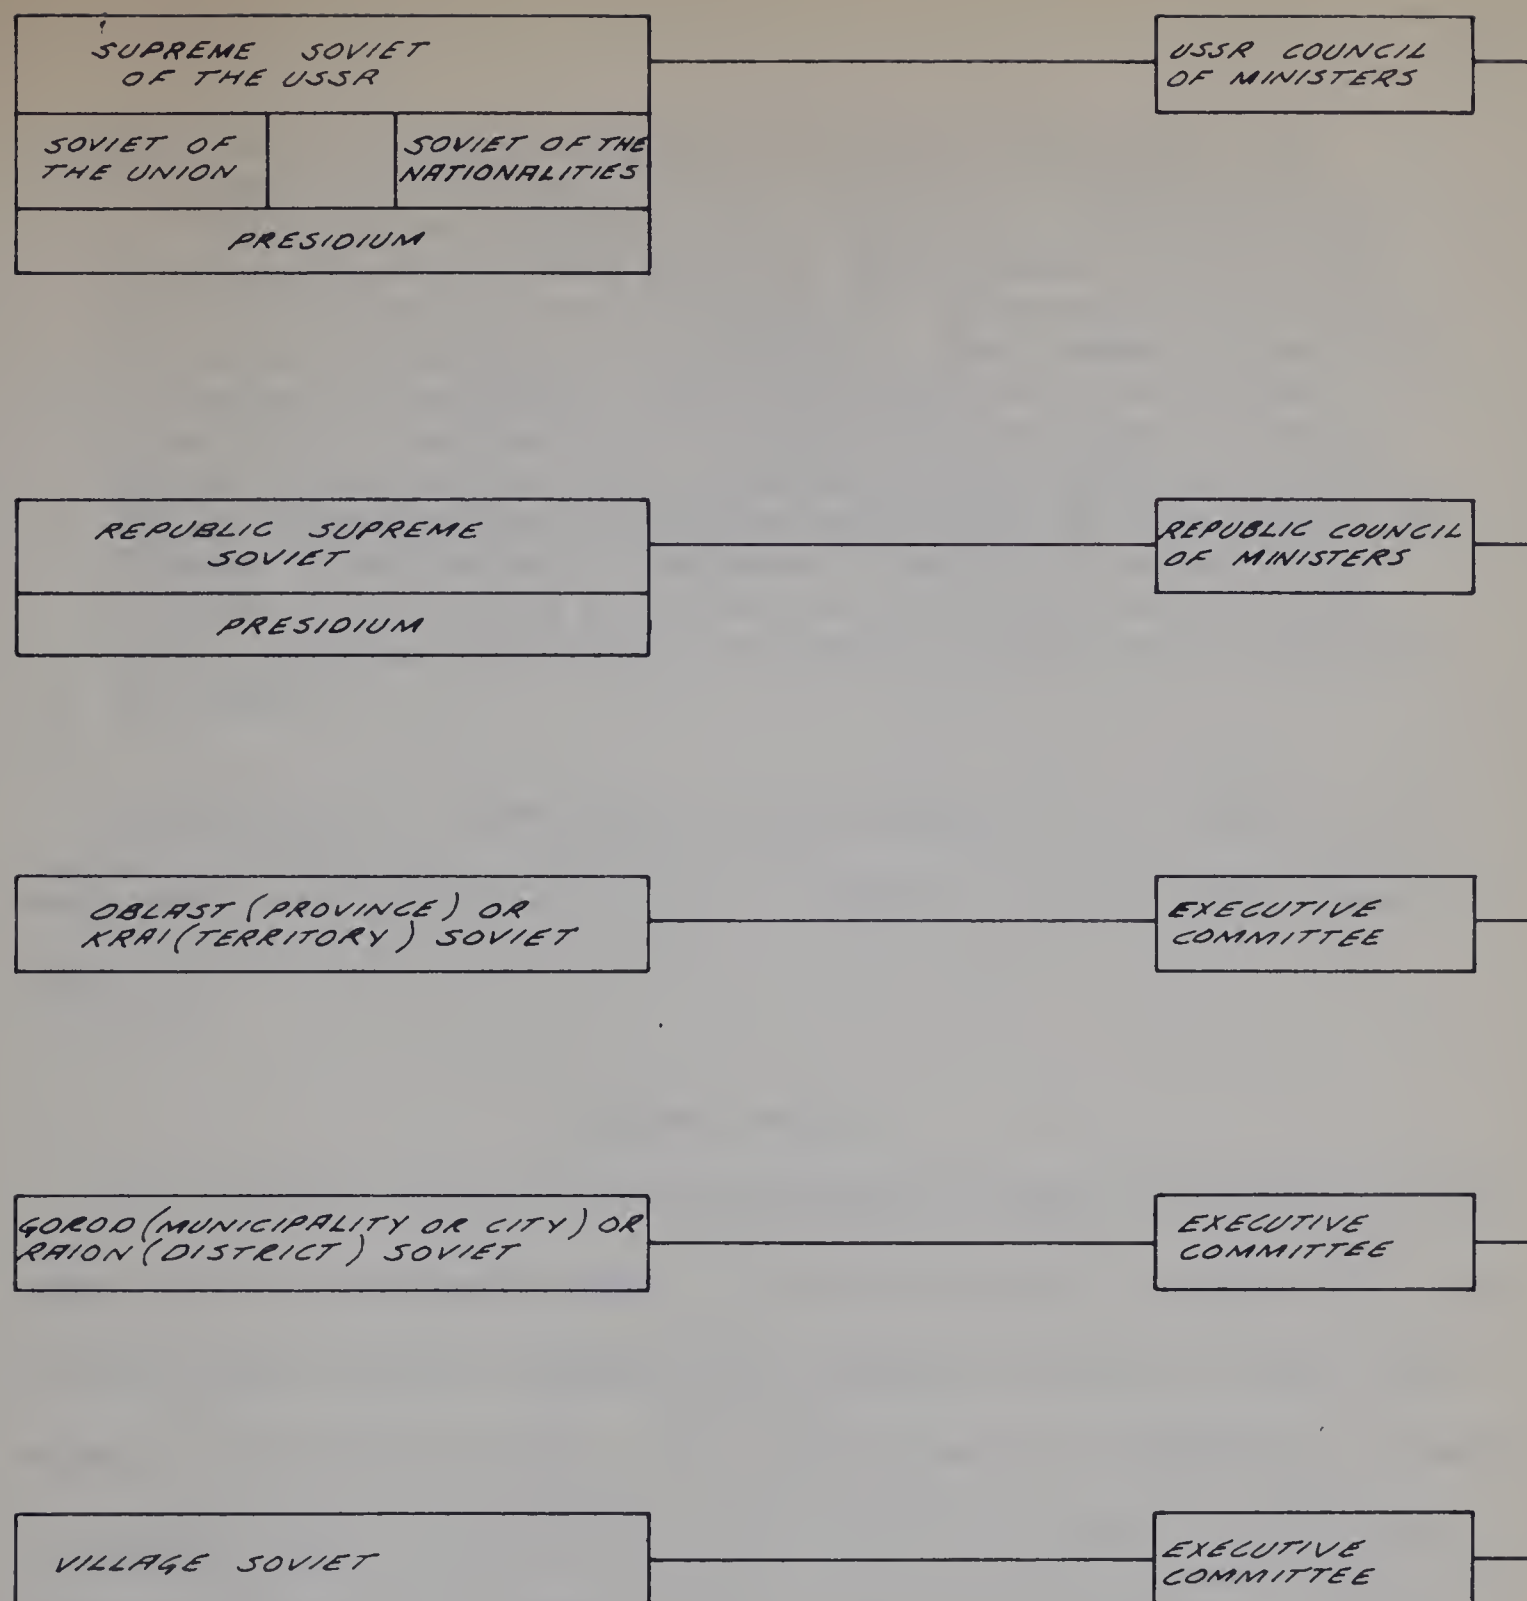 SUPREME SOVIET
OF THE USSR
USSR COUNCIL
OF MINISTERS
SOVIET OF
THE UNION
SOVIET OF THE
NATIONALITIES
PRESIDIUM
REPUBLIC SUPREME
SOVIET
REPUBLIC COUNCIL
OF MINISTERS
PRESIDIUM
OBLAST (PROVINCE) OR
KRAI (TERRITORY) SOVIET
EXECUTIVE
COMMITTEE
GOROD (MUNICIPALITY OR CITY) OR
RAION (DISTRICT) SOVIET
EXECUTIVE
COMMITTEE
VILLAGE SOVIET
EXECUTIVE
COMMITTEE